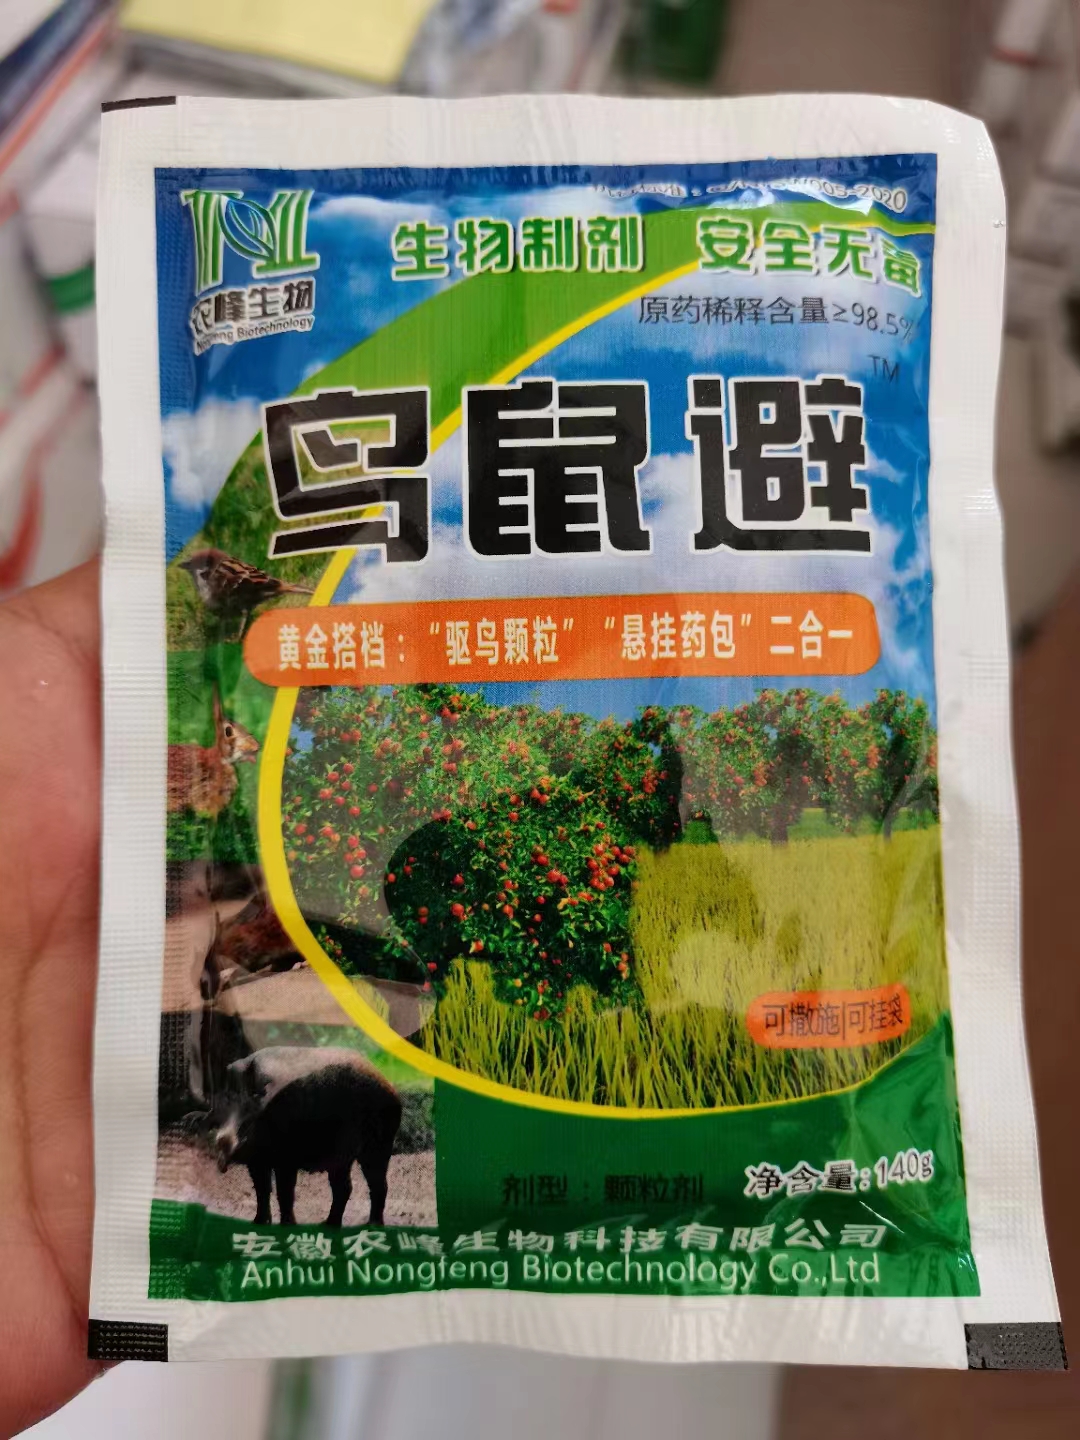 生物制剂 安全无毒
农峰生物
Nongfeng Biotechnology
原药稀释含量≥98.5%
TM
鸟鼠避
黄金搭档：“驱鸟颗粒”“悬挂药包”二合一
可撒施|可挂袋
剂型：颗粒剂
净含量：140g
安徽农峰生物科技有限公司
Anhui Nongfeng Biotechnology Co.,Ltd